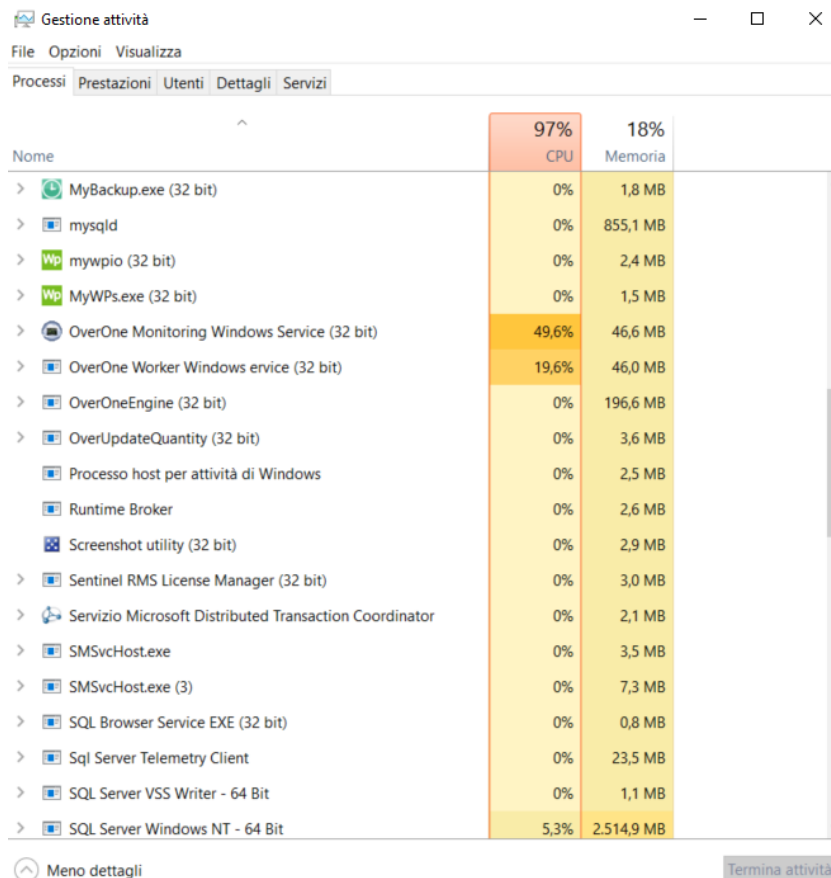 Gestione attività
File Opzioni Visualizza
Processi Prestazioni Utenti Dettagli Servizi
97% 18%
Nome CPU Memoria
MyBackup.exe (32 bit) 0% 1,8 MB
mysqld 0% 855,1 MB
Wp mywpio (32 bit) 0% 2,4 MB
Wp MyWPs.exe (32 bit) 0% 1,5 MB
OverOne Monitoring Windows Service (32 bit) 49,6% 46,6 MB
OverOne Worker Windows ervice (32 bit) 19,6% 46,0 MB
OverOneEngine (32 bit) 0% 196,6 MB
OverUpdateQuantity (32 bit) 0% 3,6 MB
Processo host per attività di Windows 0% 2,5 MB
Runtime Broker 0% 2,6 MB
Screenshot utility (32 bit) 0% 2,9 MB
Sentinel RMS License Manager (32 bit) 0% 3,0 MB
Servizio Microsoft Distributed Transaction Coordinator 0% 2,1 MB
SMSvcHost.exe 0% 3,5 MB
SMSvcHost.exe (3) 0% 7,3 MB
SQL Browser Service EXE (32 bit) 0% 0,8 MB
Sql Server Telemetry Client 0% 23,5 MB
SQL Server VSS Writer - 64 Bit 0% 1,1 MB
SQL Server Windows NT - 64 Bit 5,3% 2.514,9 MB
Meno dettagli Termina attività